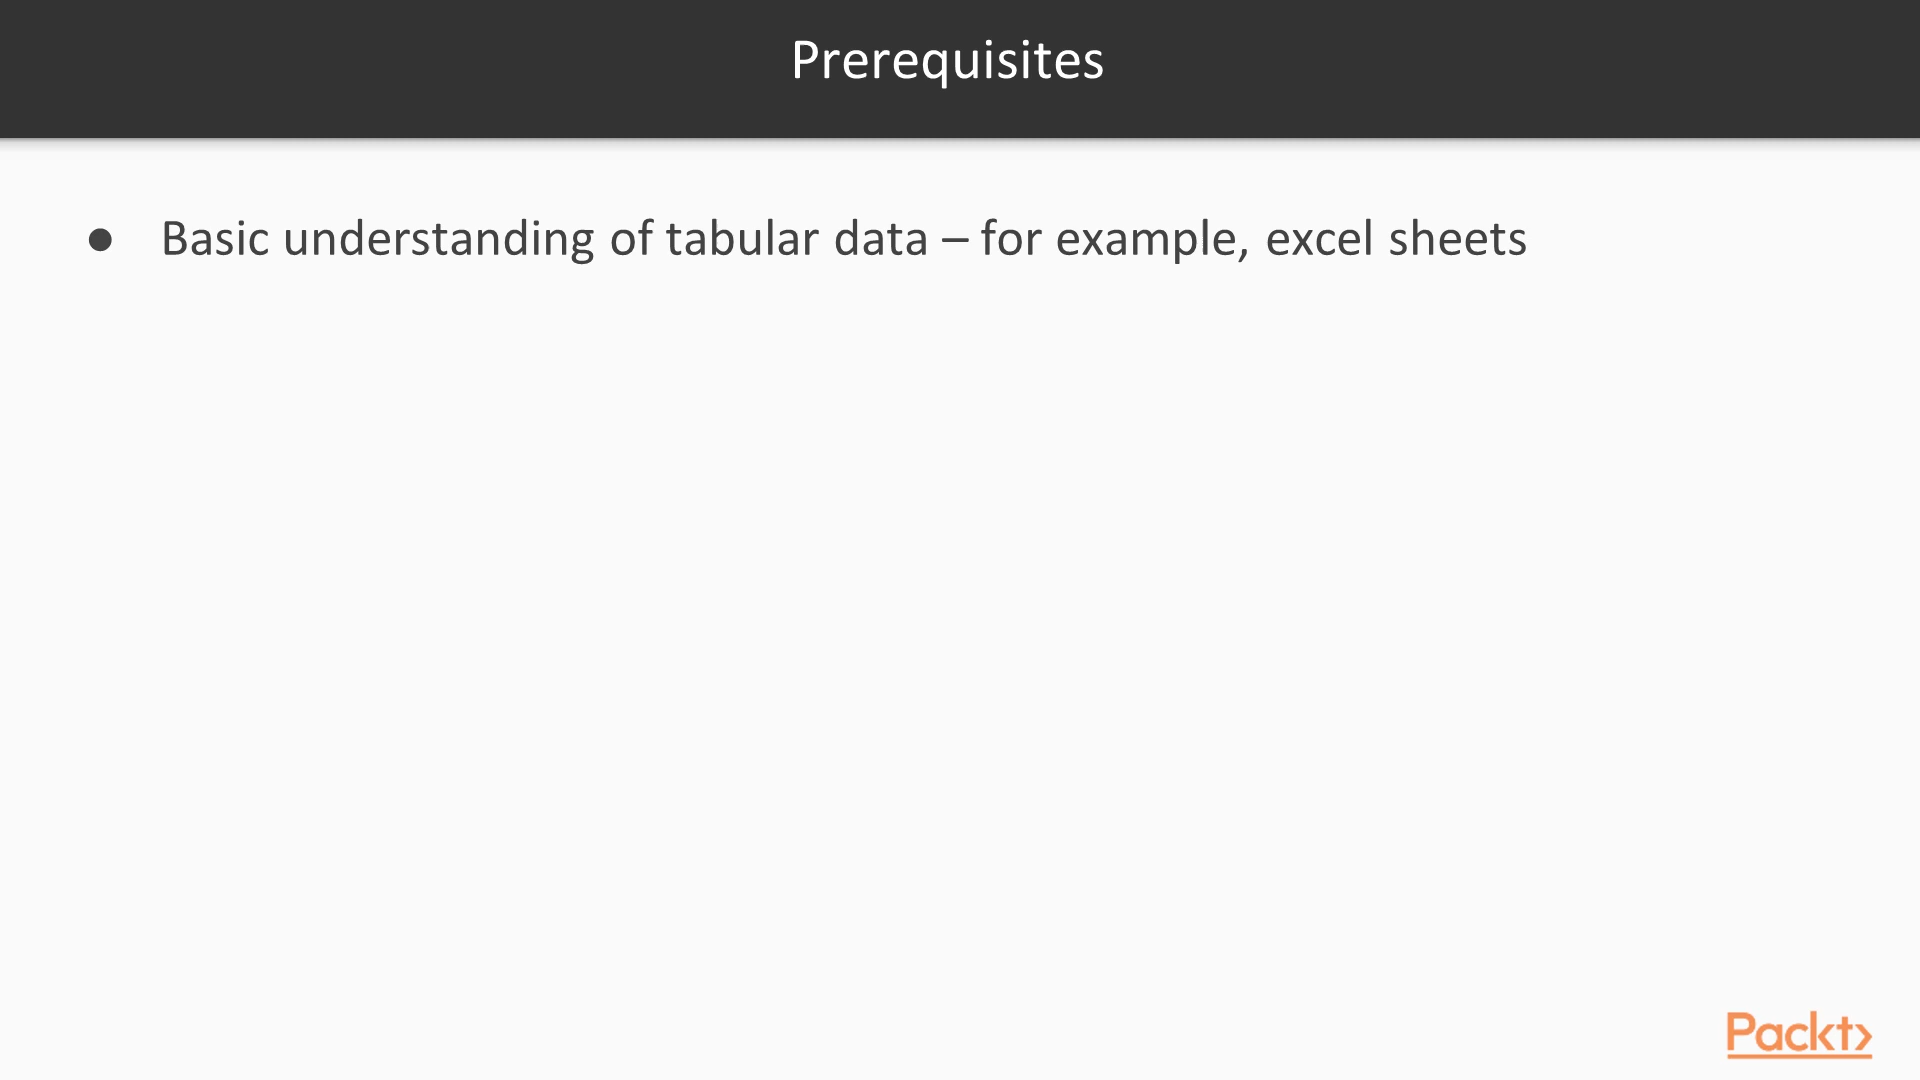 Prerequisites
● Basic understanding of tabular data – for example, excel sheets
Packt>